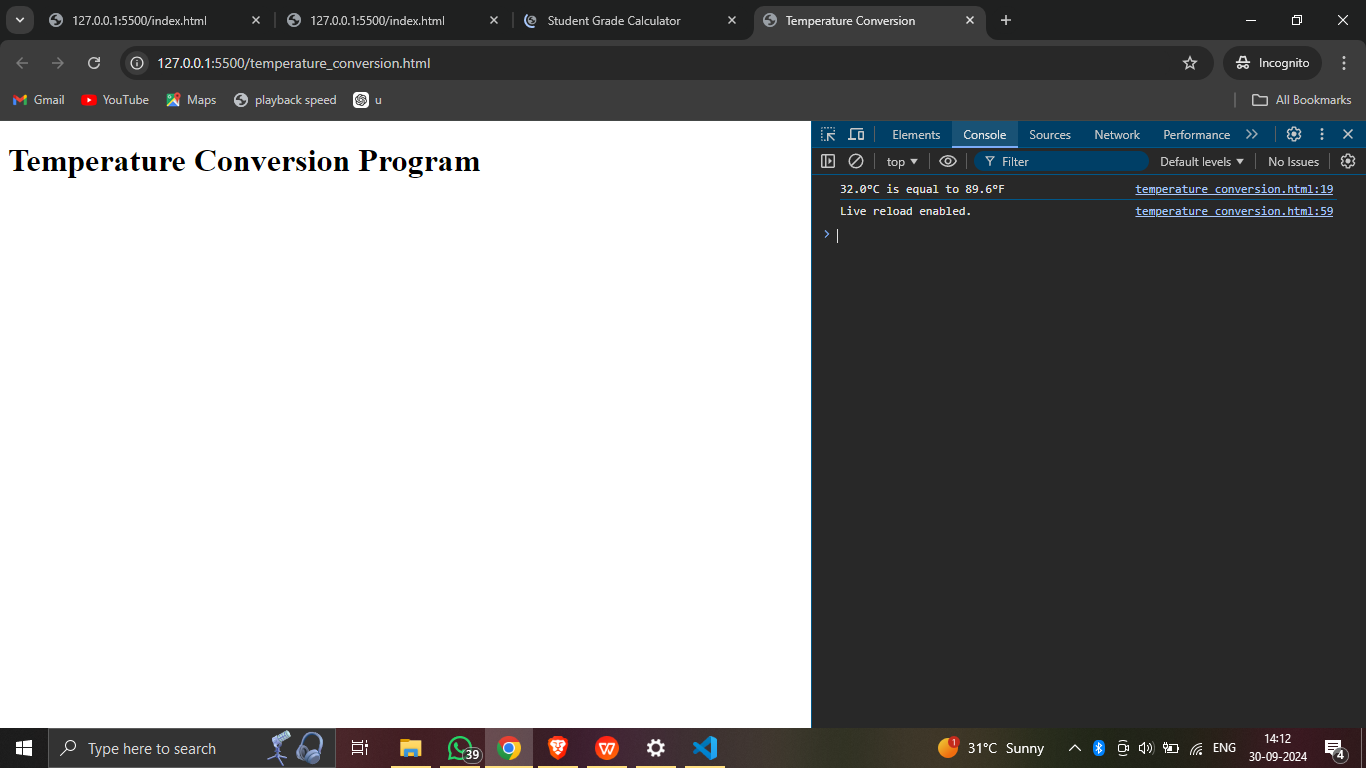 127.0.0.1:5500/index.html 127.0.0.1:5500/index.html Student Grade Calculator Temperature Conversion
127.0.0.1:5500/temperature_conversion.html Incognito
Gmail YouTube Maps playback speed u All Bookmarks
Elements Console Sources Network Performance
top Filter Default levels No Issues
Temperature Conversion Program
32.0°C is equal to 89.6°F temperature_conversion.html:19
Live reload enabled. temperature_conversion.html:59
Type here to search 39 1 31°C Sunny ENG 14:12
30-09-2024 4